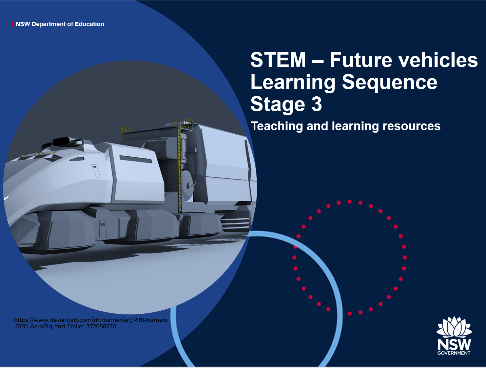 NSW Department of Education
STEM – Future vehicles
Learning Sequence
Stage 3
Teaching and learning resources
NSW
GOVERNMENT